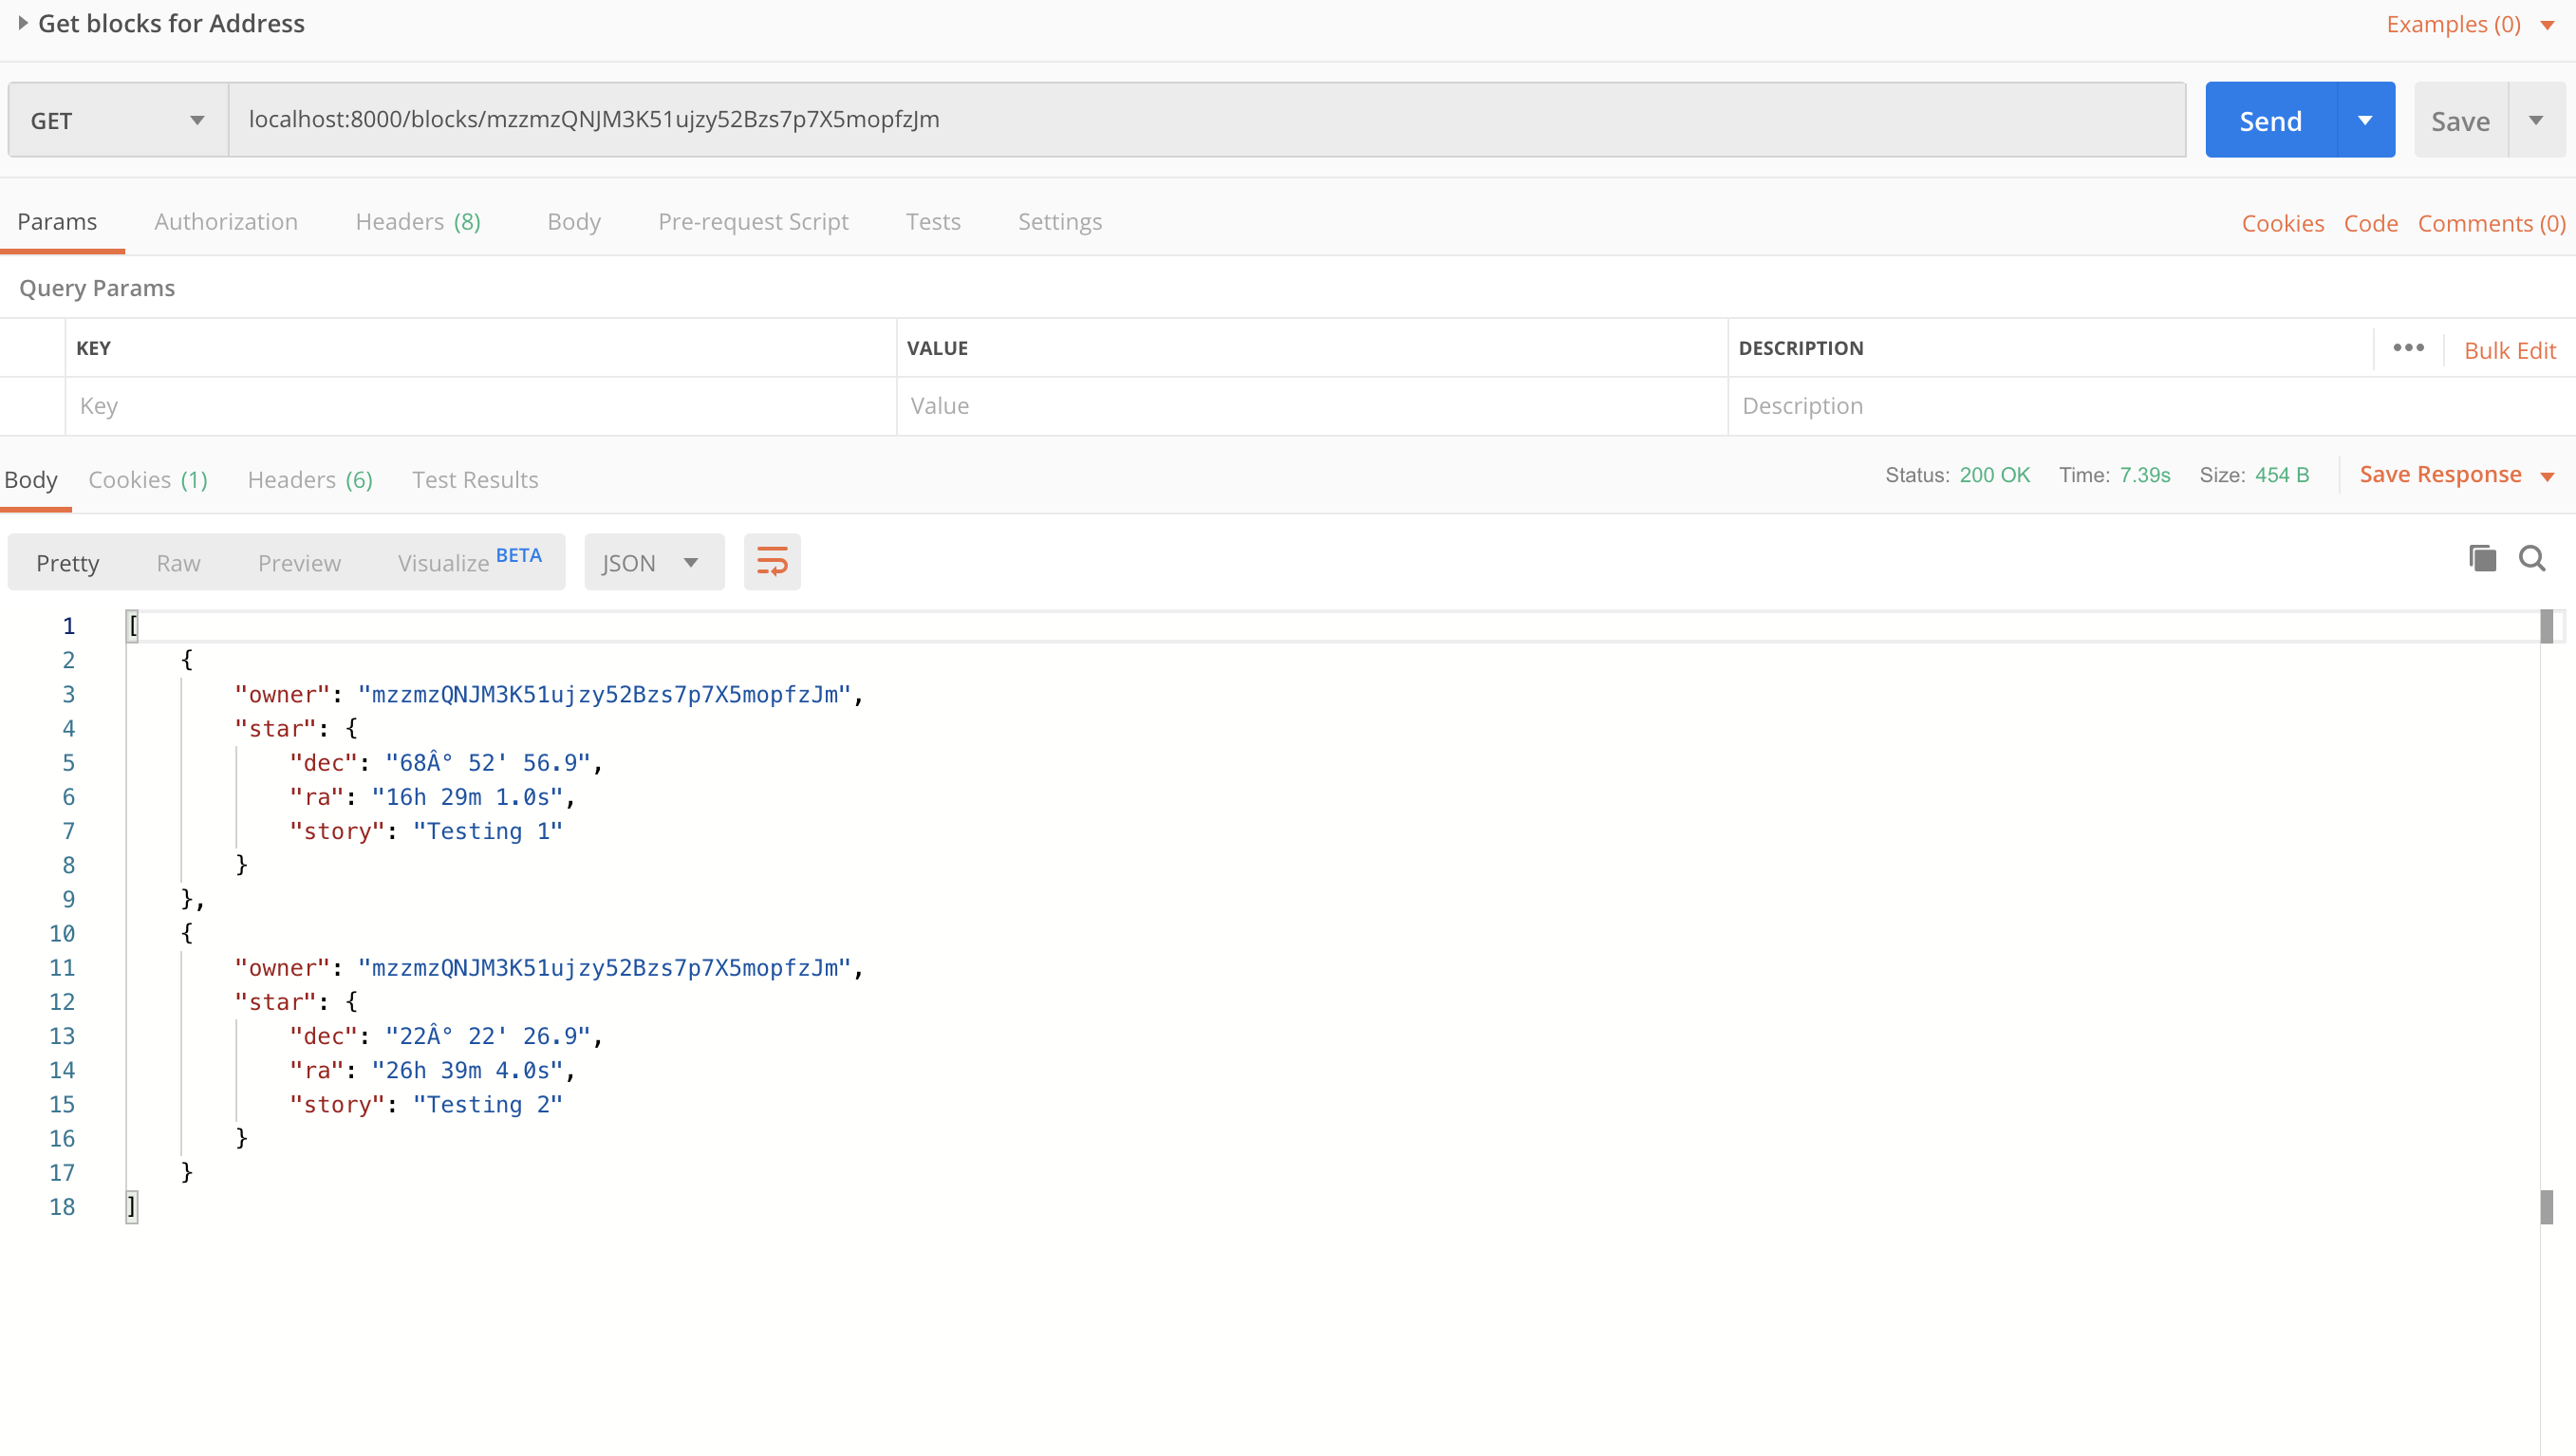 Get blocks for Address
Examples (0)
GET localhost:8000/blocks/mzzmzQNJM3K51ujzy52Bzs7p7X5mopfzJm Send Save
Params Authorization Headers (8) Body Pre-request Script Tests Settings Cookies Code Comments (0)
Query Params
KEY VALUE DESCRIPTION ••• Bulk Edit
Key Value Description
Body Cookies (1) Headers (6) Test Results Status: 200 OK Time: 7.39s Size: 454 B Save Response
Pretty Raw Preview Visualize BETA JSON
1 [
2 {
3 "owner": "mzzmzQNJM3K51ujzy52Bzs7p7X5mopfzJm",
4 "star": {
5 "dec": "68Â° 52' 56.9",
6 "ra": "16h 29m 1.0s",
7 "story": "Testing 1"
8 }
9 },
10 {
11 "owner": "mzzmzQNJM3K51ujzy52Bzs7p7X5mopfzJm",
12 "star": {
13 "dec": "22Â° 22' 26.9",
14 "ra": "26h 39m 4.0s",
15 "story": "Testing 2"
16 }
17 }
18 ]